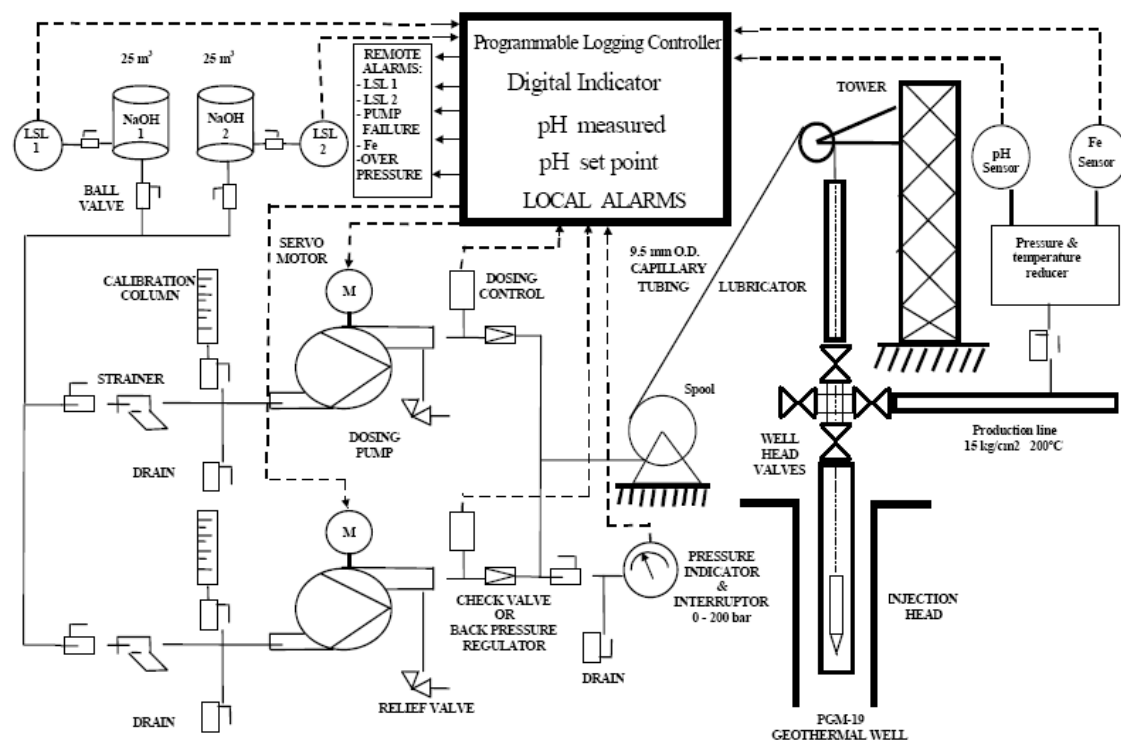 Programmable Logging Controller
Digital Indicator
pH measured
pH set point
LOCAL ALARMS
25 m³
25 m³
NaOH
1
NaOH
2
LSL
1
LSL
2
BALL
VALVE
REMOTE
ALARMS:
- LSL 1
- LSL 2
- PUMP
FAILURE
- Fe
-OVER
PRESSURE
TOWER
pH
Sensor
Fe
Sensor
Pressure &
temperature
reducer
SERVO
MOTOR
M
DOSING
CONTROL
9.5 mm O.D.
CAPILLARY
TUBING
LUBRICATOR
CALIBRATION
COLUMN
STRAINER
DRAIN
DOSING
PUMP
Spool
WELL
HEAD
VALVES
Production line
15 kg/cm2 200°C
M
CHECK VALVE
OR
BACK PRESSURE
REGULATOR
PRESSURE
INDICATOR
&
INTERRUPTOR
0 - 200 bar
INJECTION
HEAD
DRAIN
DRAIN
RELIEF VALVE
PGM-19
GEOTHERMAL WELL